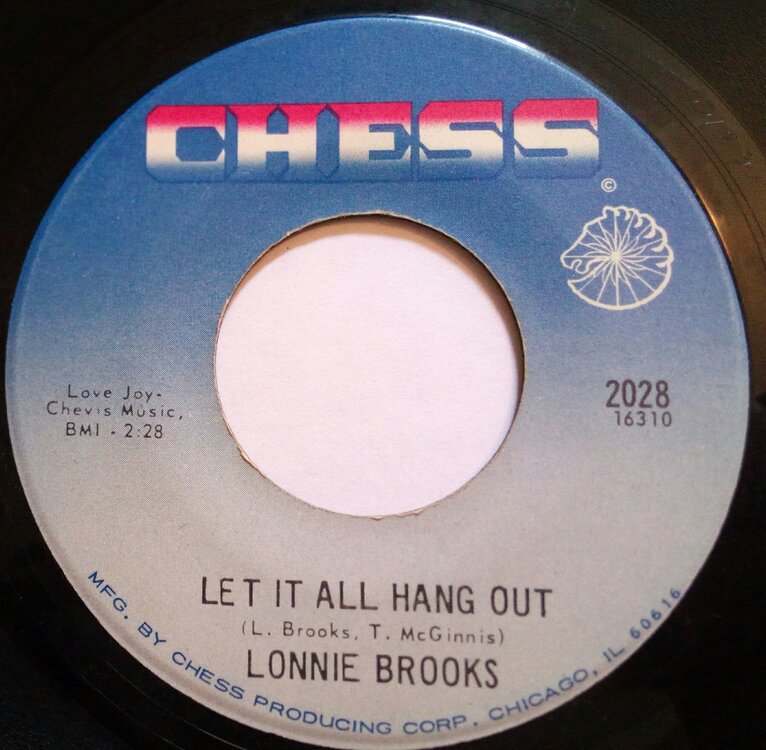 CHESS
©
Love Joy-
Chevis Music,
BMI - 2:28
2028
16310
LET IT ALL HANG OUT
(L. Brooks, T. McGinnis)
LONNIE BROOKS
MFG. BY CHESS PRODUCING CORP. CHICAGO, IL 60616